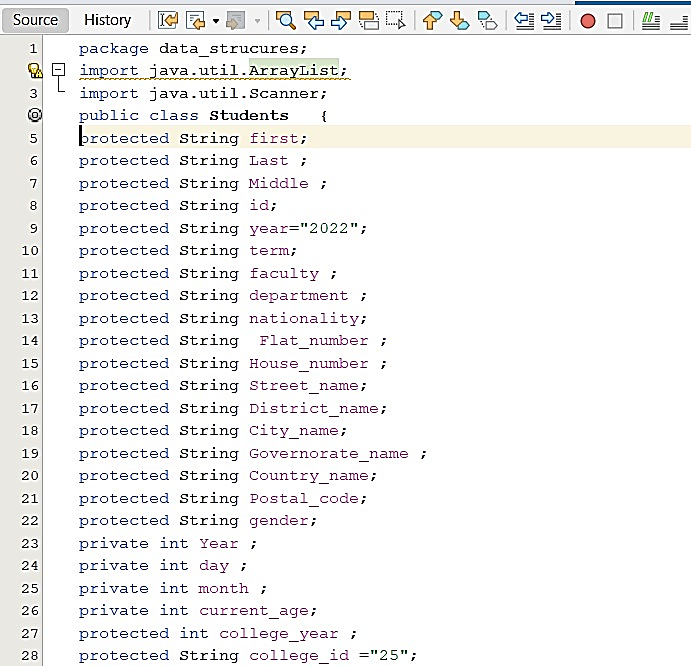 Source History
1 package data_strucures;
import java.util.ArrayList;
3 import java.util.Scanner;
public class Students {
5 protected String first;
6 protected String Last ;
7 protected String Middle ;
8 protected String id;
9 protected String year="2022";
10 protected String term;
11 protected String faculty ;
12 protected String department ;
13 protected String nationality;
14 protected String Flat_number ;
15 protected String House_number ;
16 protected String Street_name;
17 protected String District_name;
18 protected String City_name;
19 protected String Governorate_name ;
20 protected String Country_name;
21 protected String Postal_code;
22 protected String gender;
23 private int Year ;
24 private int day ;
25 private int month ;
26 private int current_age;
27 protected int college_year ;
28 protected String college_id ="25";